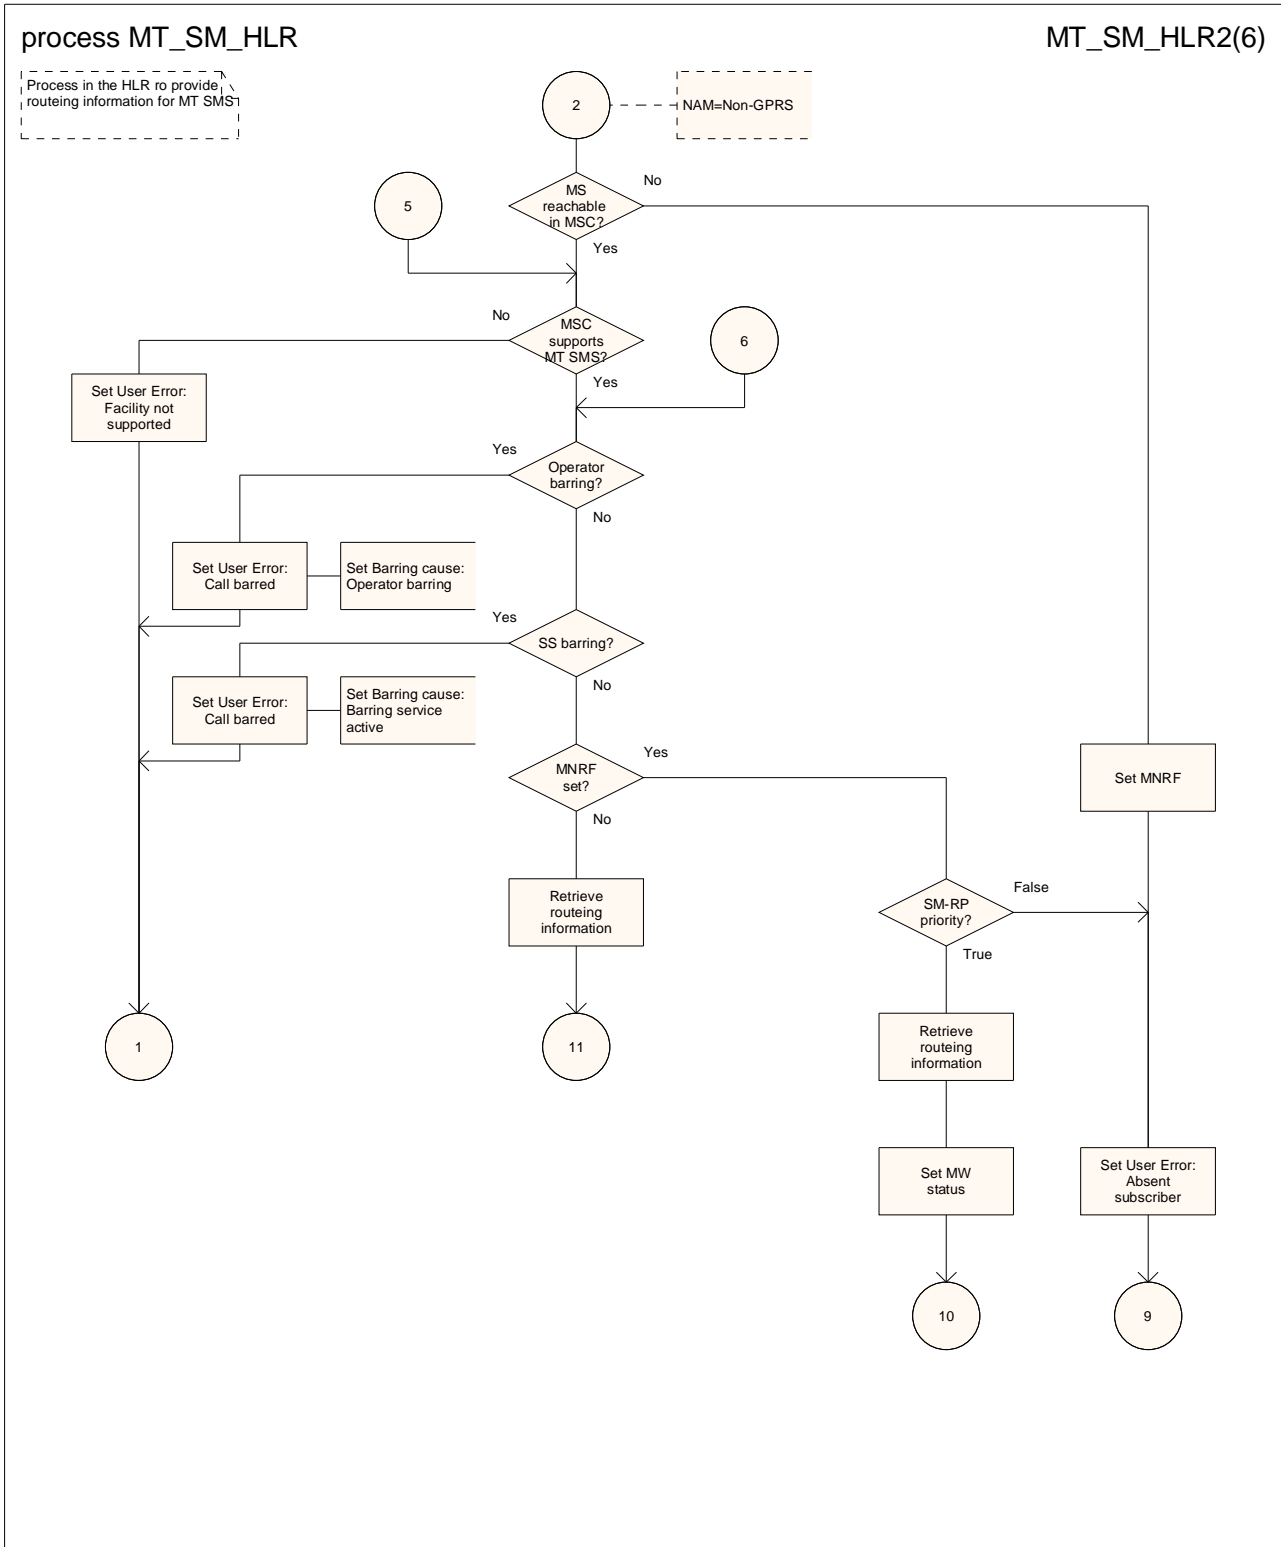 process MT_SM_HLR
MT_SM_HLR2(6)
Process in the HLR ro provide
routeing information for MT SMS
2
NAM=Non-GPRS
MS
reachable
in MSC?
No
Yes
5
MSC
supports
MT SMS?
No
Yes
6
Set User Error:
Facility not
supported
Operator
barring?
Yes
No
Set User Error:
Call barred
Set Barring cause:
Operator barring
SS barring?
Yes
No
Set User Error:
Call barred
Set Barring cause:
Barring service
active
MNRF
set?
Yes
No
Set MNRF
Retrieve
routeing
information
SM-RP
priority?
False
True
1
11
Retrieve
routeing
information
Set MW
status
Set User Error:
Absent
subscriber
10
9